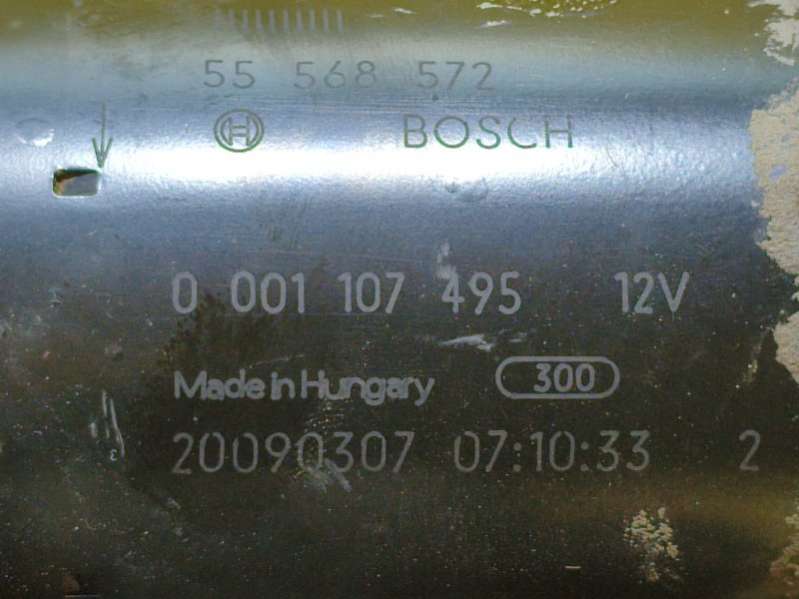 55 568 572
BOSCH
0 001 107 495 12V
Made in Hungary 300
20090307 07:10:33 2